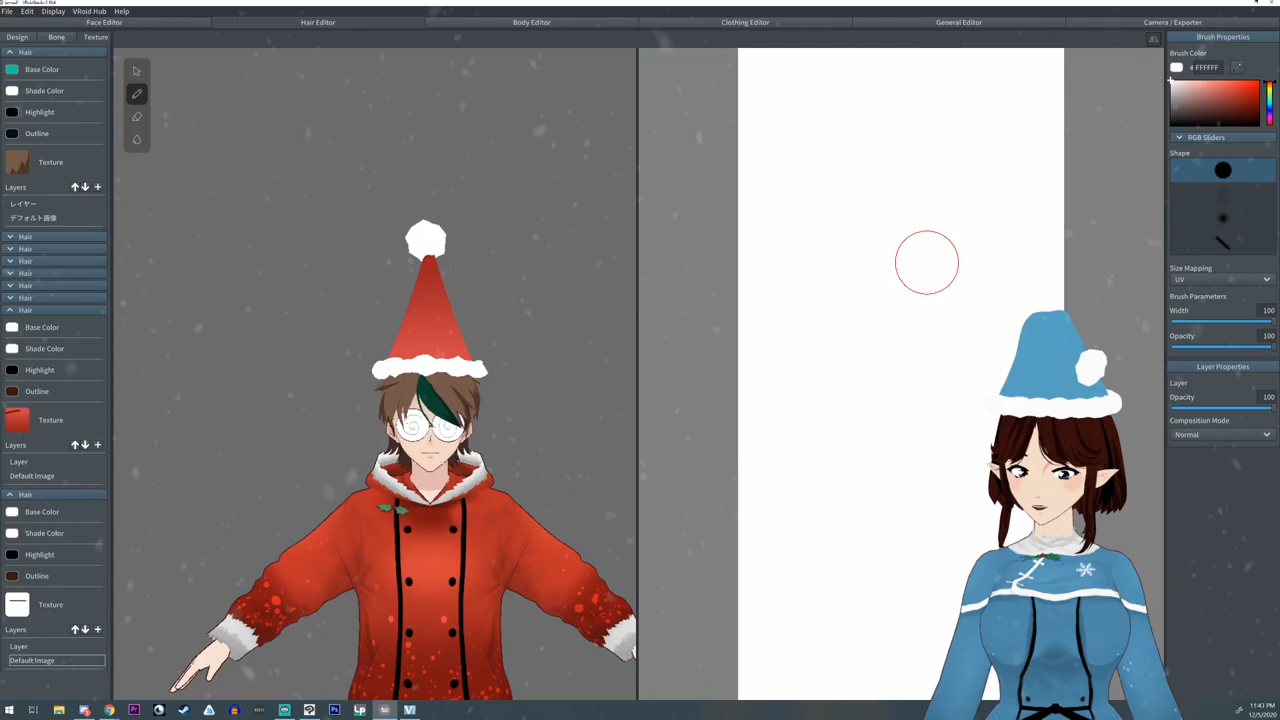 File Edit Display VRoid Hub Help
Face Editor Hair Editor Body Editor Clothing Editor General Editor Camera / Exporter
Design Bone Texture
Hair
Base Color
Shade Color
Highlight
Outline
Texture
Layers
レイヤー
デフォルト画像
Hair
Hair
Hair
Hair
Hair
Hair
Hair
Base Color
Shade Color
Highlight
Outline
Texture
Layers
Layer
Default Image
Hair
Base Color
Shade Color
Highlight
Outline
Texture
Layers
Layer
Default Image
Brush Properties
Brush Color
# FFFFFF
RGB Sliders
Shape
Size Mapping
UV
Brush Parameters
Width 100
Opacity 100
Layer Properties
Layer
Opacity 100
Composition Mode
Normal
11:43 PM
12/5/2020